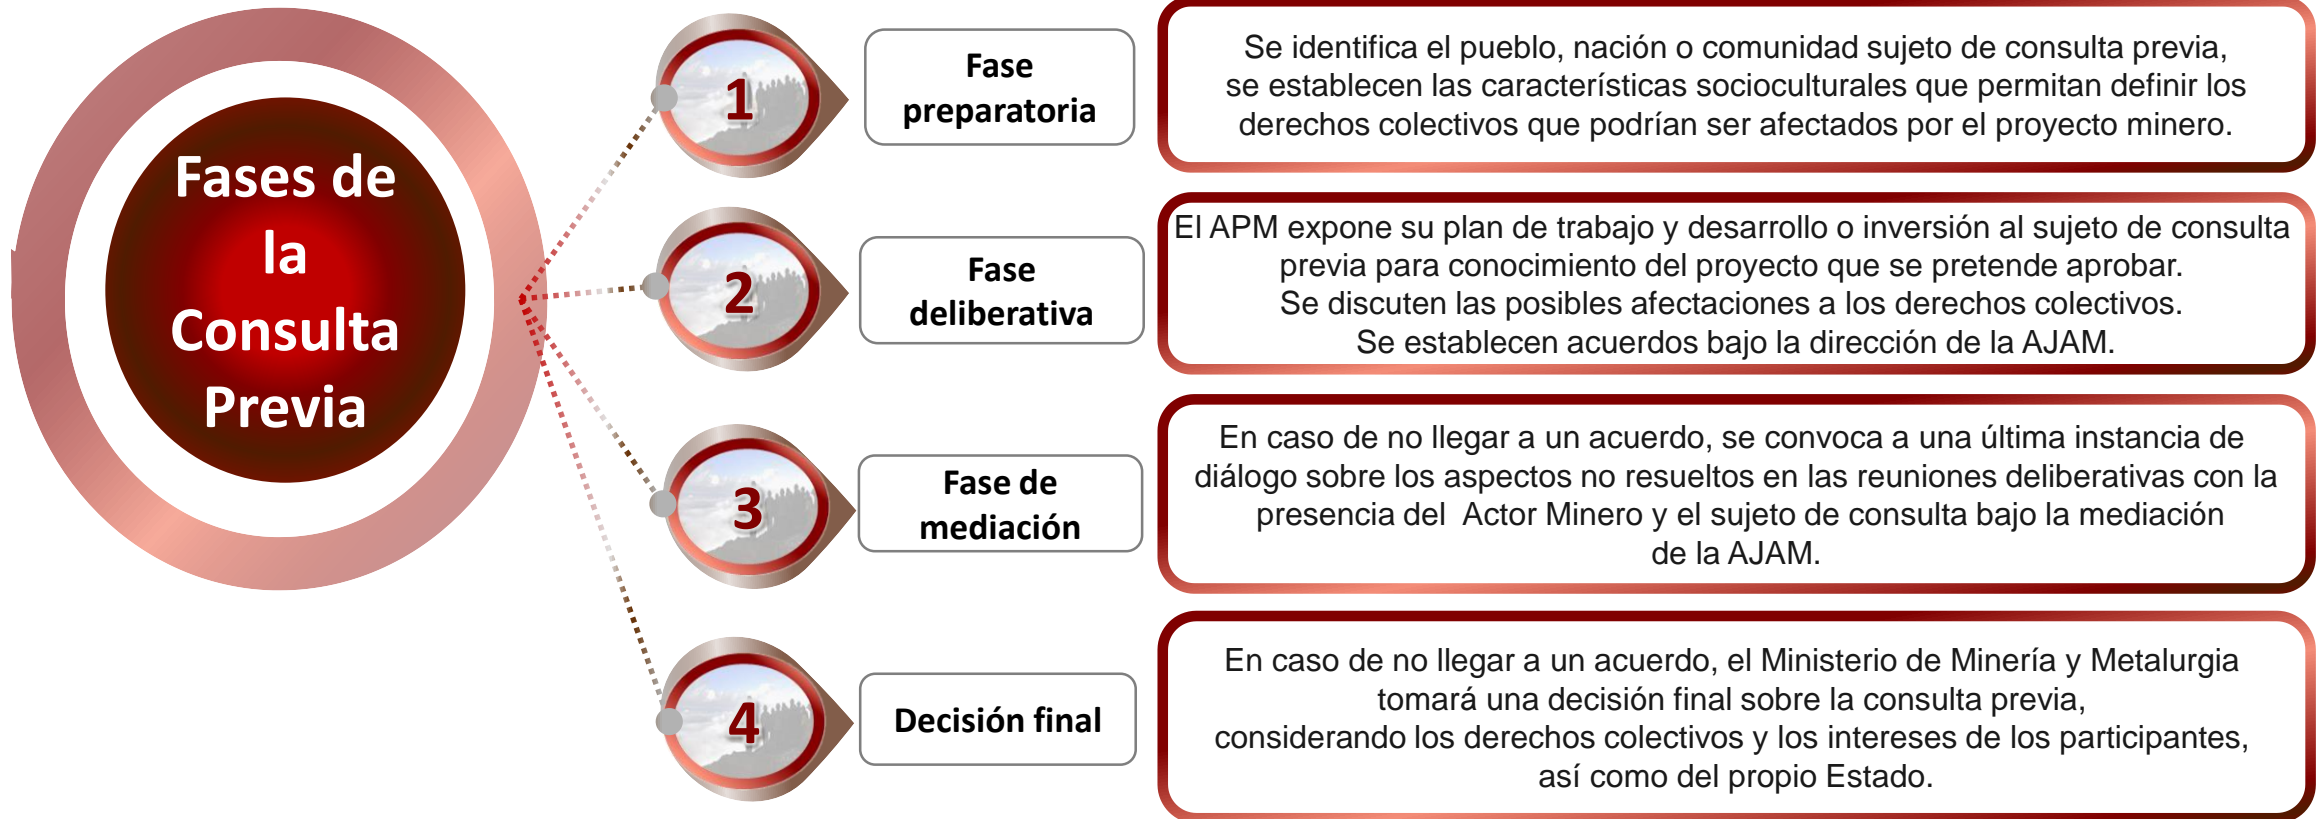 Fases de
la
Consulta
Previa
1
Fase
preparatoria
Se identifica el pueblo, nación o comunidad sujeto de consulta previa,
se establecen las características socioculturales que permitan definir los
derechos colectivos que podrían ser afectados por el proyecto minero.
2
Fase
deliberativa
El APM expone su plan de trabajo y desarrollo o inversión al sujeto de consulta
previa para conocimiento del proyecto que se pretende aprobar.
Se discuten las posibles afectaciones a los derechos colectivos.
Se establecen acuerdos bajo la dirección de la AJAM.
3
Fase de
mediación
En caso de no llegar a un acuerdo, se convoca a una última instancia de
diálogo sobre los aspectos no resueltos en las reuniones deliberativas con la
presencia del Actor Minero y el sujeto de consulta bajo la mediación
de la AJAM.
4
Decisión final
En caso de no llegar a un acuerdo, el Ministerio de Minería y Metalurgia
tomará una decisión final sobre la consulta previa,
considerando los derechos colectivos y los intereses de los participantes,
así como del propio Estado.